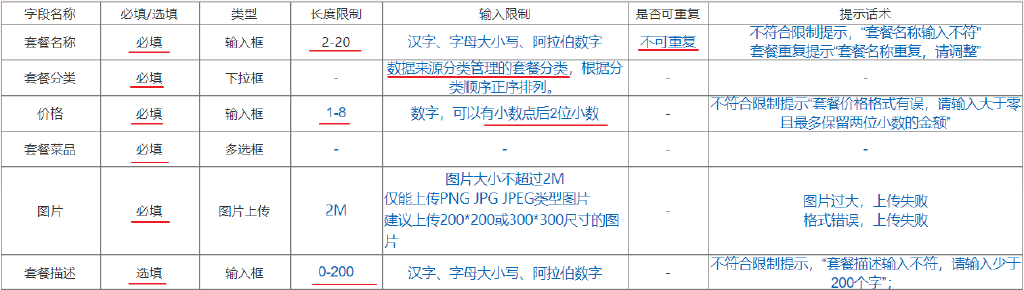 字段名称 必填/选填 类型 长度限制 输入限制 是否可重复 提示话术
套餐名称 必填 输入框 2-20 汉字、字母大小写、阿拉伯数字 不可重复 不符合限制提示，“套餐名称输入不符”
套餐重复提示“套餐名称重复，请调整”
套餐分类 必填 下拉框 - 数据来源分类管理的套餐分类，根据分
类顺序正序排列。 - -
价格 必填 输入框 1-8 数字，可以有小数点后2位小数 - 不符合限制提示“套餐价格格式有误，请输入大于零
且最多保留两位小数的金额”
套餐菜品 必填 多选框 - - - -
图片 必填 图片上传 2M 图片大小不超过2M
仅能上传PNG JPG JPEG类型图片
建议上传200*200或300*300尺寸的图
片 - 图片过大，上传失败
格式错误，上传失败
套餐描述 选填 输入框 0-200 汉字、字母大小写、阿拉伯数字 - 不符合限制提示，“套餐描述输入不符，请输入少于
200个字”；